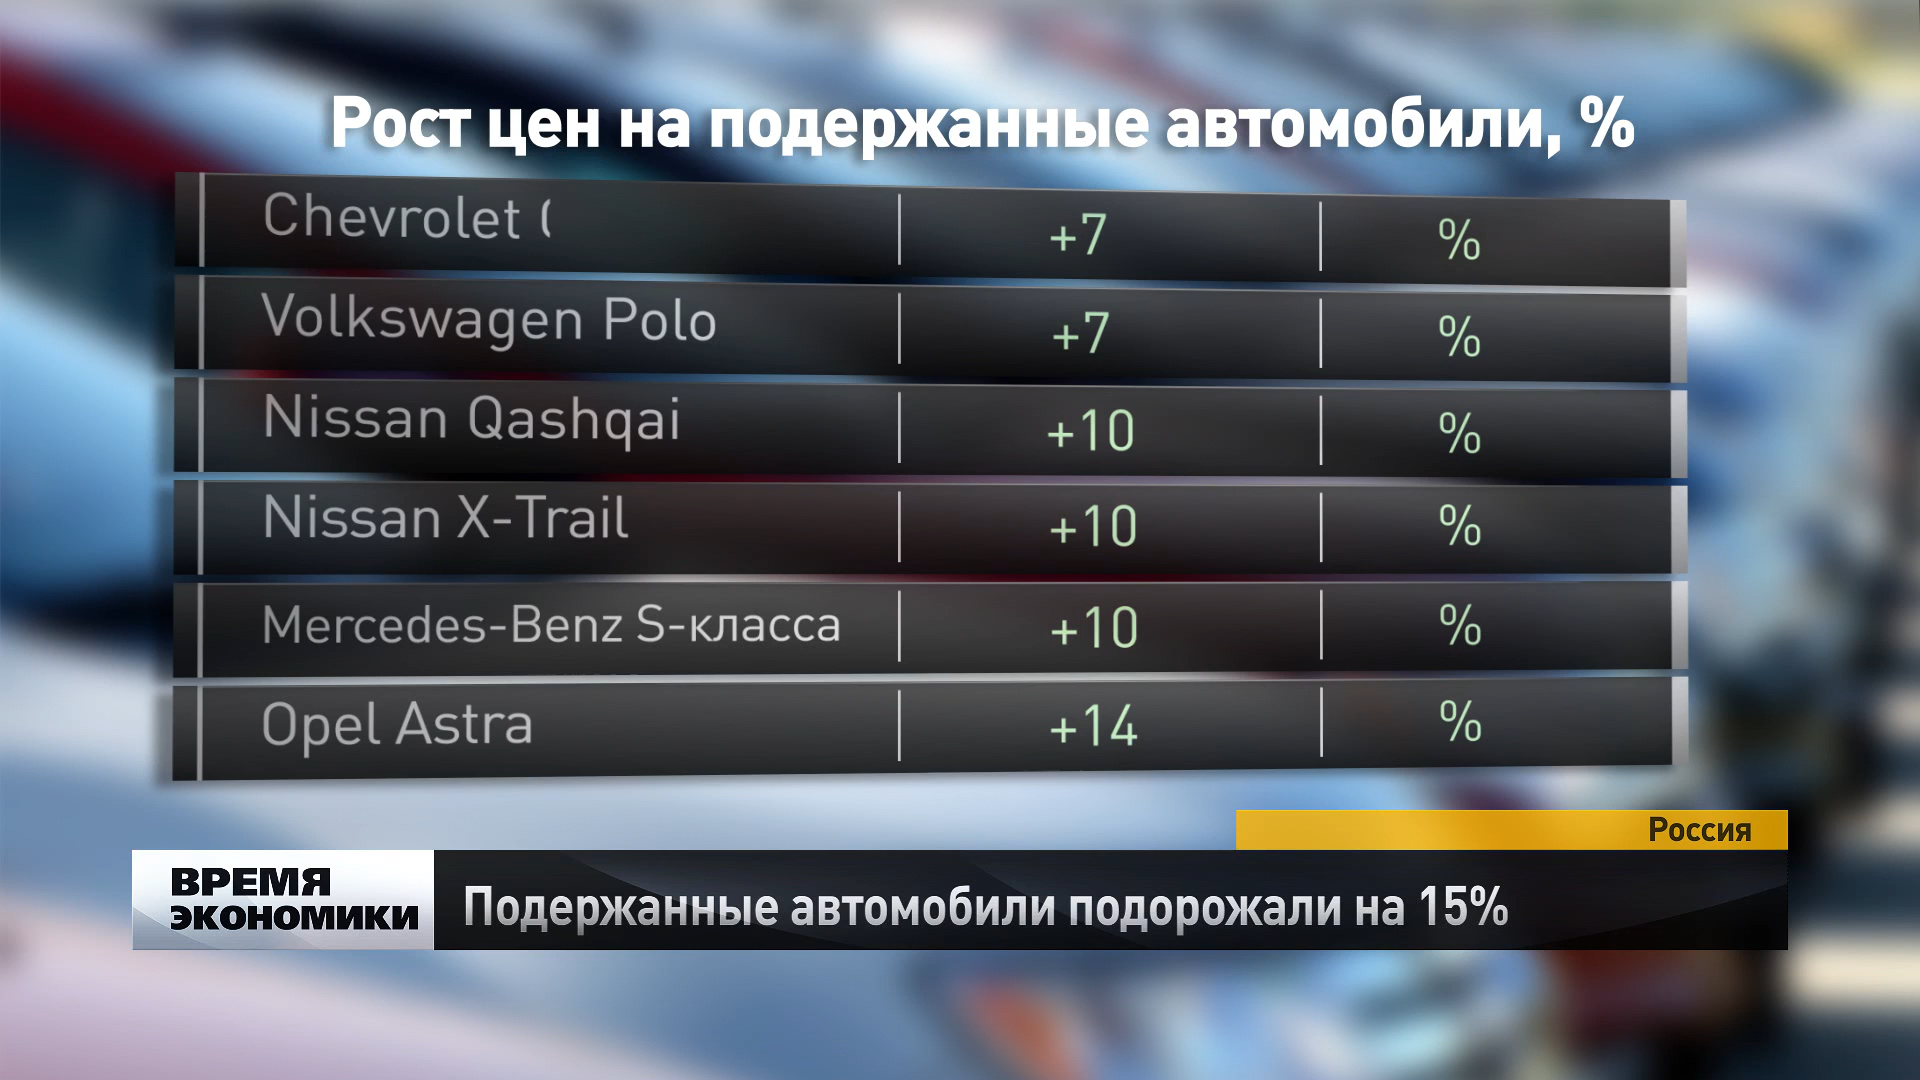 Рост цен на подержанные автомобили, %
Chevrolet +7 %
Volkswagen Polo +7 %
Nissan Qashqai +10 %
Nissan X-Trail +10 %
Mercedes-Benz S-класса +10 %
Opel Astra +14 %
Россия
ВРЕМЯ
ЭКОНОМИКИ
Подержанные автомобили подорожали на 15%